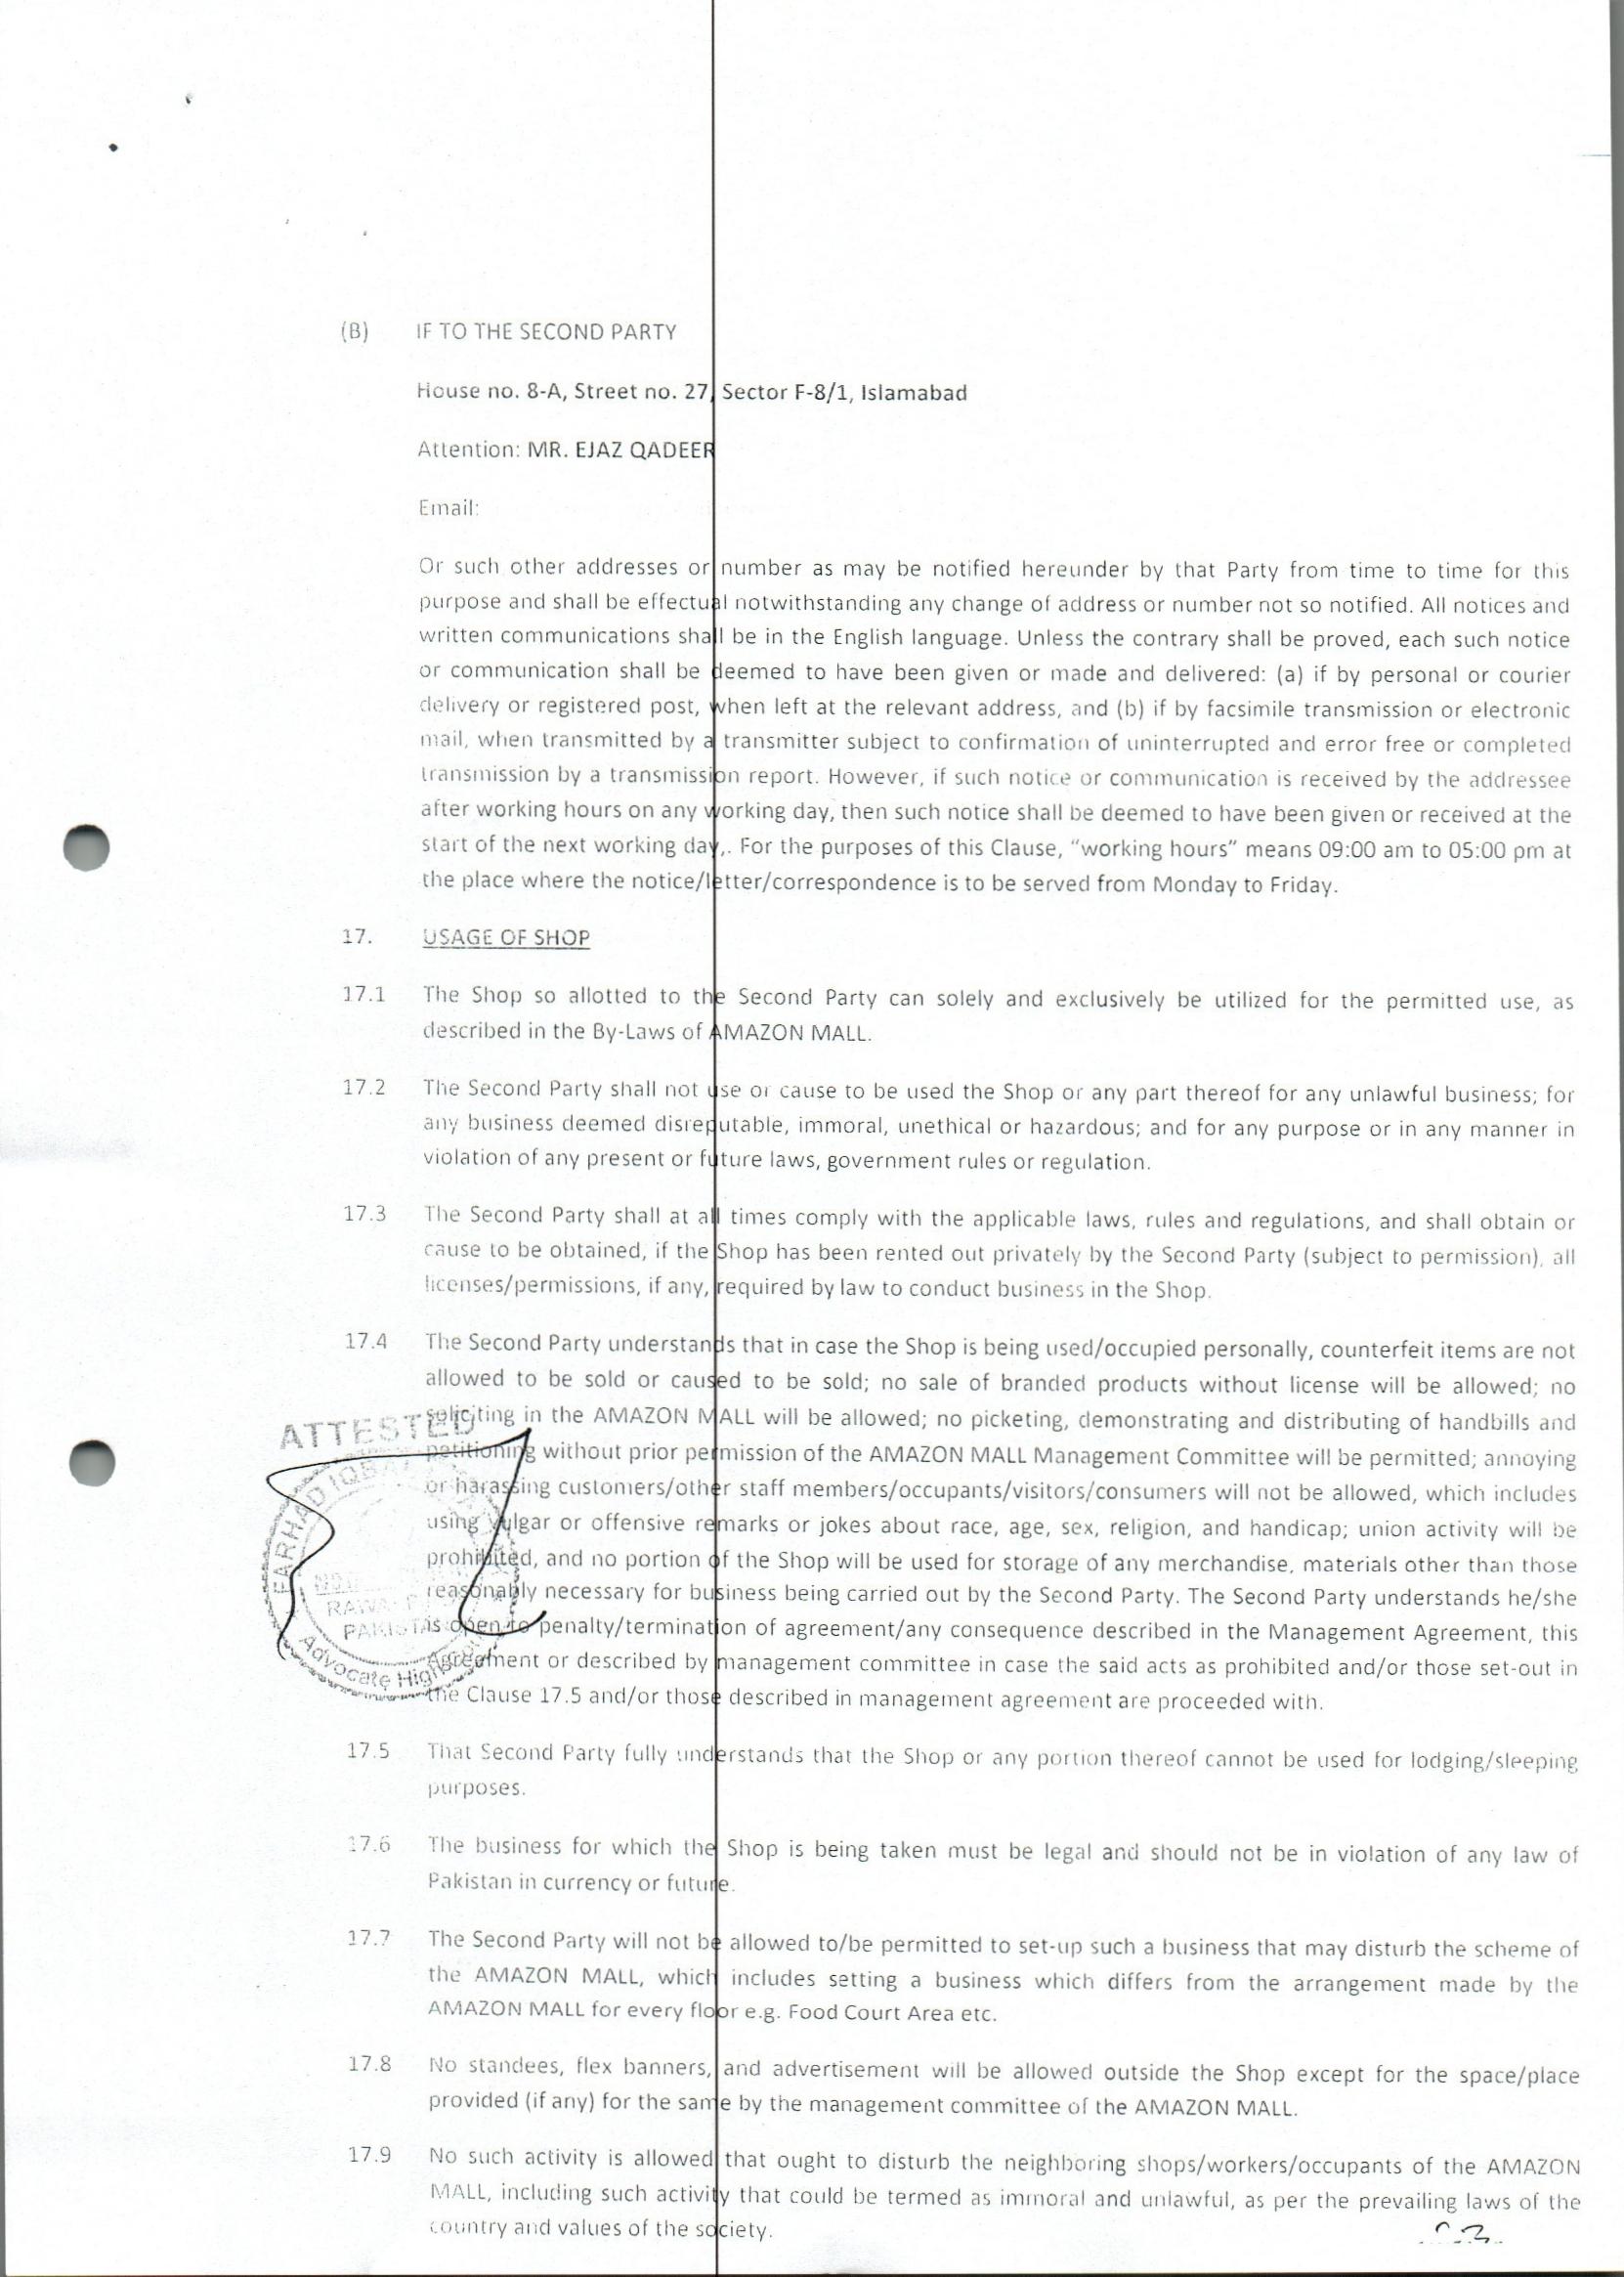 (B) IF TO THE SECOND PARTY
House no. 8-A, Street no. 27, Sector F-8/1, Islamabad
Attention: MR. EJAZ QADEER
Email:
Or such other addresses or number as may be notified hereunder by that Party from time to time for this
purpose and shall be effectual notwithstanding any change of address or number not so notified. All notices and
written communications shall be in the English language. Unless the contrary shall be proved, each such notice
or communication shall be deemed to have been given or made and delivered: (a) if by personal or courier
delivery or registered post, when left at the relevant address, and (b) if by facsimile transmission or electronic
mail, when transmitted by a transmitter subject to confirmation of uninterrupted and error free or completed
transmission by a transmission report. However, if such notice or communication is received by the addressee
after working hours on any working day, then such notice shall be deemed to have been given or received at the
start of the next working day,. For the purposes of this Clause, “working hours” means 09:00 am to 05:00 pm at
the place where the notice/letter/correspondence is to be served from Monday to Friday.
17. USAGE OF SHOP
17.1 The Shop so allotted to the Second Party can solely and exclusively be utilized for the permitted use, as
described in the By-Laws of AMAZON MALL.
17.2 The Second Party shall not use or cause to be used the Shop or any part thereof for any unlawful business; for
any business deemed disreputable, immoral, unethical or hazardous; and for any purpose or in any manner in
violation of any present or future laws, government rules or regulation.
17.3 The Second Party shall at all times comply with the applicable laws, rules and regulations, and shall obtain or
cause to be obtained, if the Shop has been rented out privately by the Second Party (subject to permission), all
licenses/permissions, if any, required by law to conduct business in the Shop.
17.4 The Second Party understands that in case the Shop is being used/occupied personally, counterfeit items are not
allowed to be sold or caused to be sold; no sale of branded products without license will be allowed; no
soliciting in the AMAZON MALL will be allowed; no picketing, demonstrating and distributing of handbills and
petitioning without prior permission of the AMAZON MALL Management Committee will be permitted; annoying
or harassing customers/other staff members/occupants/visitors/consumers will not be allowed, which includes
using vulgar or offensive remarks or jokes about race, age, sex, religion, and handicap; union activity will be
prohibited, and no portion of the Shop will be used for storage of any merchandise, materials other than those
reasonably necessary for business being carried out by the Second Party. The Second Party understands he/she
is open to penalty/termination of agreement/any consequence described in the Management Agreement, this
Agreement or described by management committee in case the said acts as prohibited and/or those set-out in
the Clause 17.5 and/or those described in management agreement are proceeded with.
ATTESTED
FARHAD IQBAL
RAWA
PAKISTAN
Advocate High
17.5 That Second Party fully understands that the Shop or any portion thereof cannot be used for lodging/sleeping
purposes.
17.6 The business for which the Shop is being taken must be legal and should not be in violation of any law of
Pakistan in currency or future.
17.7 The Second Party will not be allowed to/be permitted to set-up such a business that may disturb the scheme of
the AMAZON MALL, which includes setting a business which differs from the arrangement made by the
AMAZON MALL for every floor e.g. Food Court Area etc.
17.8 No standees, flex banners, and advertisement will be allowed outside the Shop except for the space/place
provided (if any) for the same by the management committee of the AMAZON MALL.
17.9 No such activity is allowed that ought to disturb the neighboring shops/workers/occupants of the AMAZON
MALL, including such activity that could be termed as immoral and unlawful, as per the prevailing laws of the
country and values of the society.